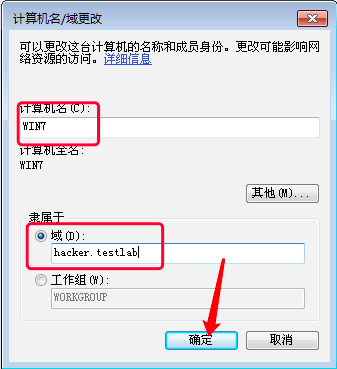 计算机名/域更改
可以更改这台计算机的名称和成员身份。更改可能影响网
络资源的访问。详细信息
计算机名(C):
WIN7
计算机全名:
WIN7
其他(M)...
隶属于
域(D):
hacker.testlab
工作组(W):
WORKGROUP
确定
取消